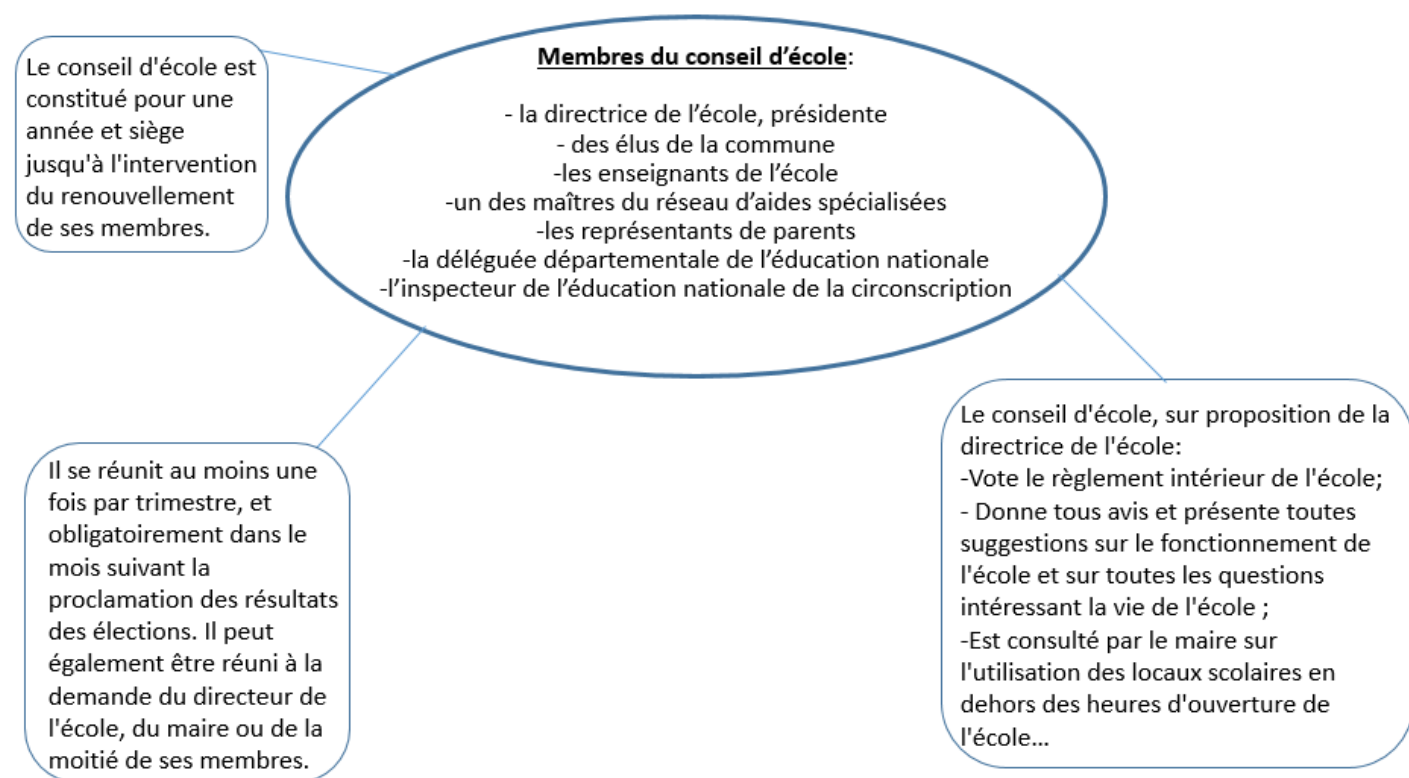 Membres du conseil d’école:
- la directrice de l’école, présidente
- des élus de la commune
-les enseignants de l’école
-un des maîtres du réseau d’aides spécialisées
-les représentants de parents
-la déléguée départementale de l’éducation nationale
-l’inspecteur de l’éducation nationale de la circonscription
Le conseil d'école est
constitué pour une
année et siège
jusqu'à l'intervention
du renouvellement
de ses membres.
Il se réunit au moins une
fois par trimestre, et
obligatoirement dans le
mois suivant la
proclamation des résultats
des élections. Il peut
également être réuni à la
demande du directeur de
l'école, du maire ou de la
moitié de ses membres.
Le conseil d'école, sur proposition de la
directrice de l'école:
-Vote le règlement intérieur de l'école;
- Donne tous avis et présente toutes
suggestions sur le fonctionnement de
l'école et sur toutes les questions
intéressant la vie de l'école ;
-Est consulté par le maire sur
l'utilisation des locaux scolaires en
dehors des heures d'ouverture de
l'école…